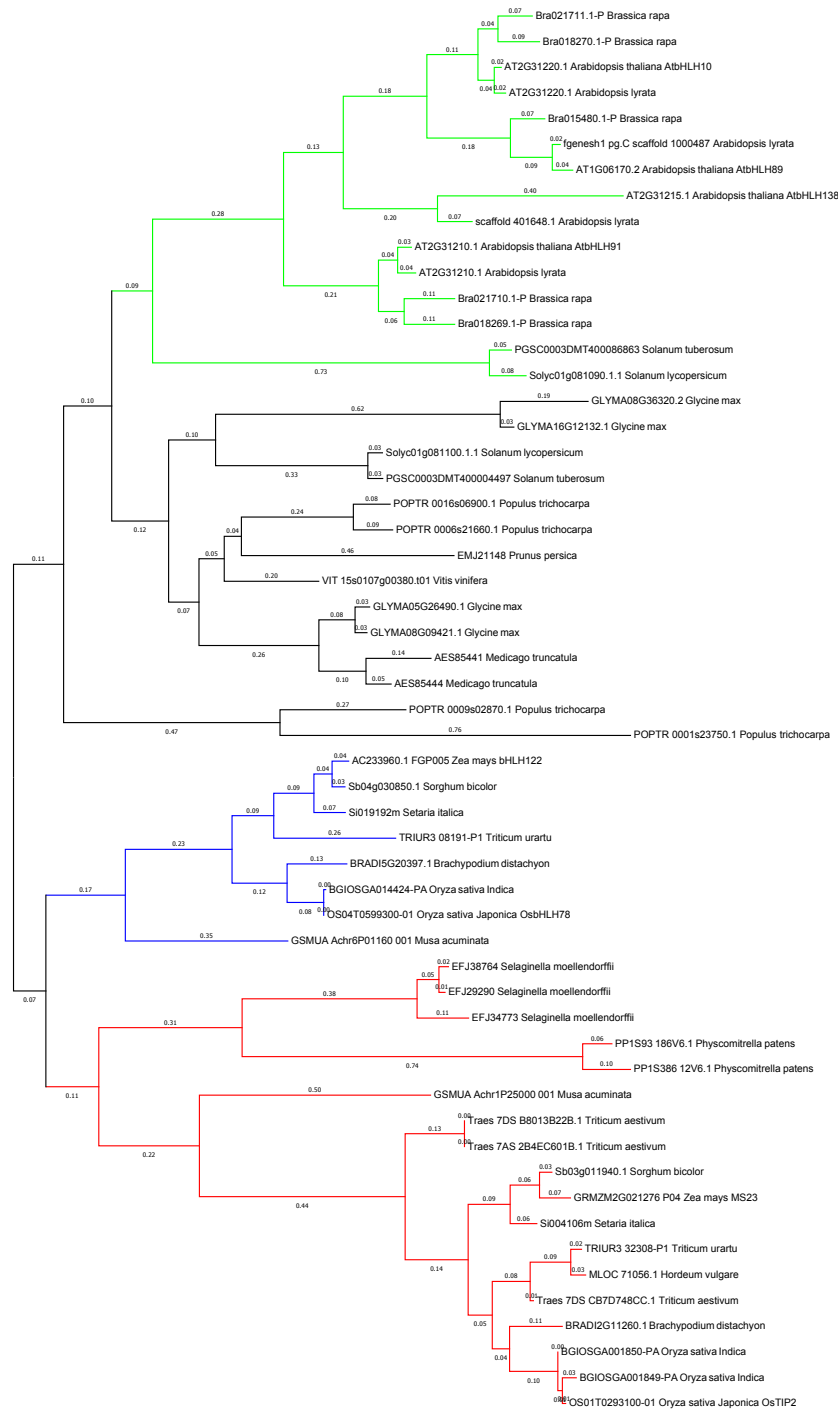 0.07
Bra021711.1-P Brassica rapa
0.04
0.09
Bra018270.1-P Brassica rapa
0.11
0.02
AT2G31220.1 Arabidopsis thaliana AtbHLH10
0.04
0.02
AT2G31220.1 Arabidopsis lyrata
0.18
0.07
Bra015480.1-P Brassica rapa
0.18
0.02
fgenesh1 pg.C scaffold 1000487 Arabidopsis lyrata
0.09
0.04
AT1G06170.2 Arabidopsis thaliana AtbHLH89
0.13
0.40
AT2G31215.1 Arabidopsis thaliana AtbHLH138
0.20
0.07
scaffold 401648.1 Arabidopsis lyrata
0.28
0.03
AT2G31210.1 Arabidopsis thaliana AtbHLH91
0.04
0.04
AT2G31210.1 Arabidopsis lyrata
0.21
0.11
Bra021710.1-P Brassica rapa
0.06
0.11
Bra018269.1-P Brassica rapa
0.09
0.05
PGSC0003DMT400086863 Solanum tuberosum
0.73
0.08
Solyc01g081090.1.1 Solanum lycopersicum
0.10
0.19
GLYMA08G36320.2 Glycine max
0.62
0.03
GLYMA16G12132.1 Glycine max
0.10
0.03
Solyc01g081100.1.1 Solanum lycopersicum
0.33
0.03
PGSC0003DMT400004497 Solanum tuberosum
0.12
0.08
POPTR 0016s06900.1 Populus trichocarpa
0.24
0.09
POPTR 0006s21660.1 Populus trichocarpa
0.04
0.46
EMJ21148 Prunus persica
0.05
0.20
VIT 15s0107g00380.t01 Vitis vinifera
0.07
0.03
GLYMA05G26490.1 Glycine max
0.08
0.03
GLYMA08G09421.1 Glycine max
0.26
0.14
AES85441 Medicago truncatula
0.10
0.05
AES85444 Medicago truncatula
0.11
0.27
POPTR 0009s02870.1 Populus trichocarpa
0.47
0.76
POPTR 0001s23750.1 Populus trichocarpa
0.04
AC233960.1 FGP005 Zea mays bHLH122
0.04
0.03
Sb04g030850.1 Sorghum bicolor
0.09
0.07
Si019192m Setaria italica
0.09
0.26
TRIUR3 08191-P1 Triticum urartu
0.23
0.13
BRADI5G20397.1 Brachypodium distachyon
0.12
0.00
BGIOSGA014424-PA Oryza sativa Indica
0.08
0.00
OS04T0599300-01 Oryza sativa Japonica OsbHLH78
0.17
0.35
GSMUA Achr6P01160 001 Musa acuminata
0.07
0.02
EFJ38764 Selaginella moellendorffii
0.05
0.01
EFJ29290 Selaginella moellendorffii
0.38
0.11
EFJ34773 Selaginella moellendorffii
0.31
0.06
PP1S93 186V6.1 Physcomitrella patens
0.74
0.10
PP1S386 12V6.1 Physcomitrella patens
0.11
0.50
GSMUA Achr1P25000 001 Musa acuminata
0.22
0.00
Traes 7DS B8013B22B.1 Triticum aestivum
0.13
0.00
Traes 7AS 2B4EC601B.1 Triticum aestivum
0.44
0.03
Sb03g011940.1 Sorghum bicolor
0.06
0.07
GRMZM2G021276 P04 Zea mays MS23
0.09
0.06
Si004106m Setaria italica
0.14
0.02
TRIUR3 32308-P1 Triticum urartu
0.09
0.03
MLOC 71056.1 Hordeum vulgare
0.08
0.01
Traes 7DS CB7D748CC.1 Triticum aestivum
0.05
0.11
BRADI2G11260.1 Brachypodium distachyon
0.04
0.00
BGIOSGA001850-PA Oryza sativa Indica
0.10
0.03
BGIOSGA001849-PA Oryza sativa Indica
OS01T0293100-01 Oryza sativa Japonica OsTIP2